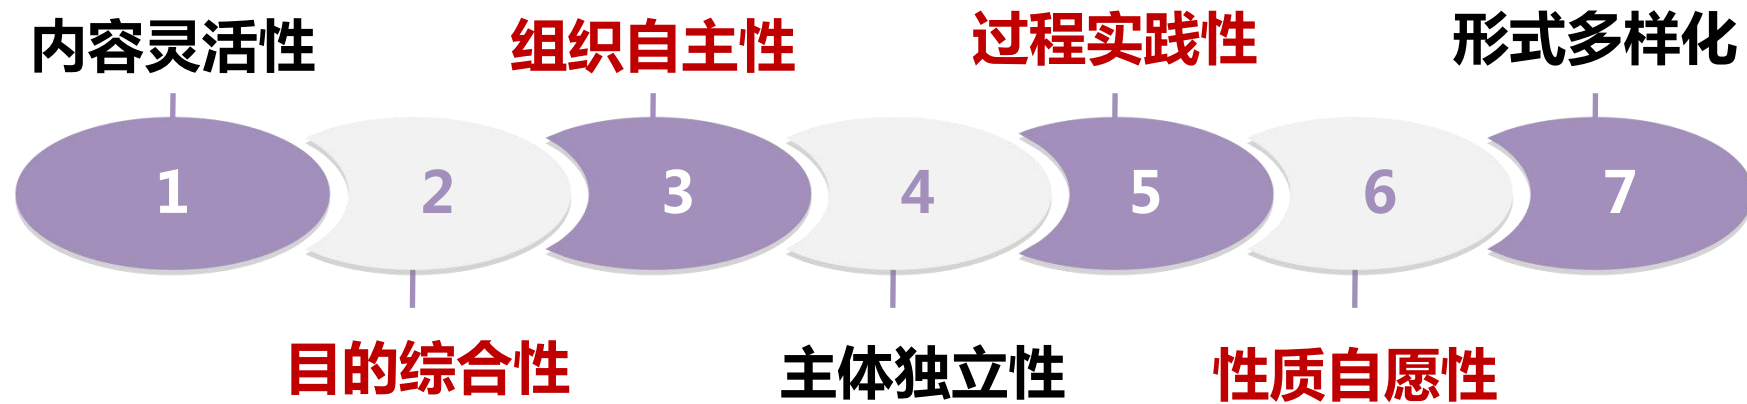 内容灵活性
组织自主性
过程实践性
形式多样化
1
2
3
4
5
6
7
目的综合性
主体独立性
性质自愿性